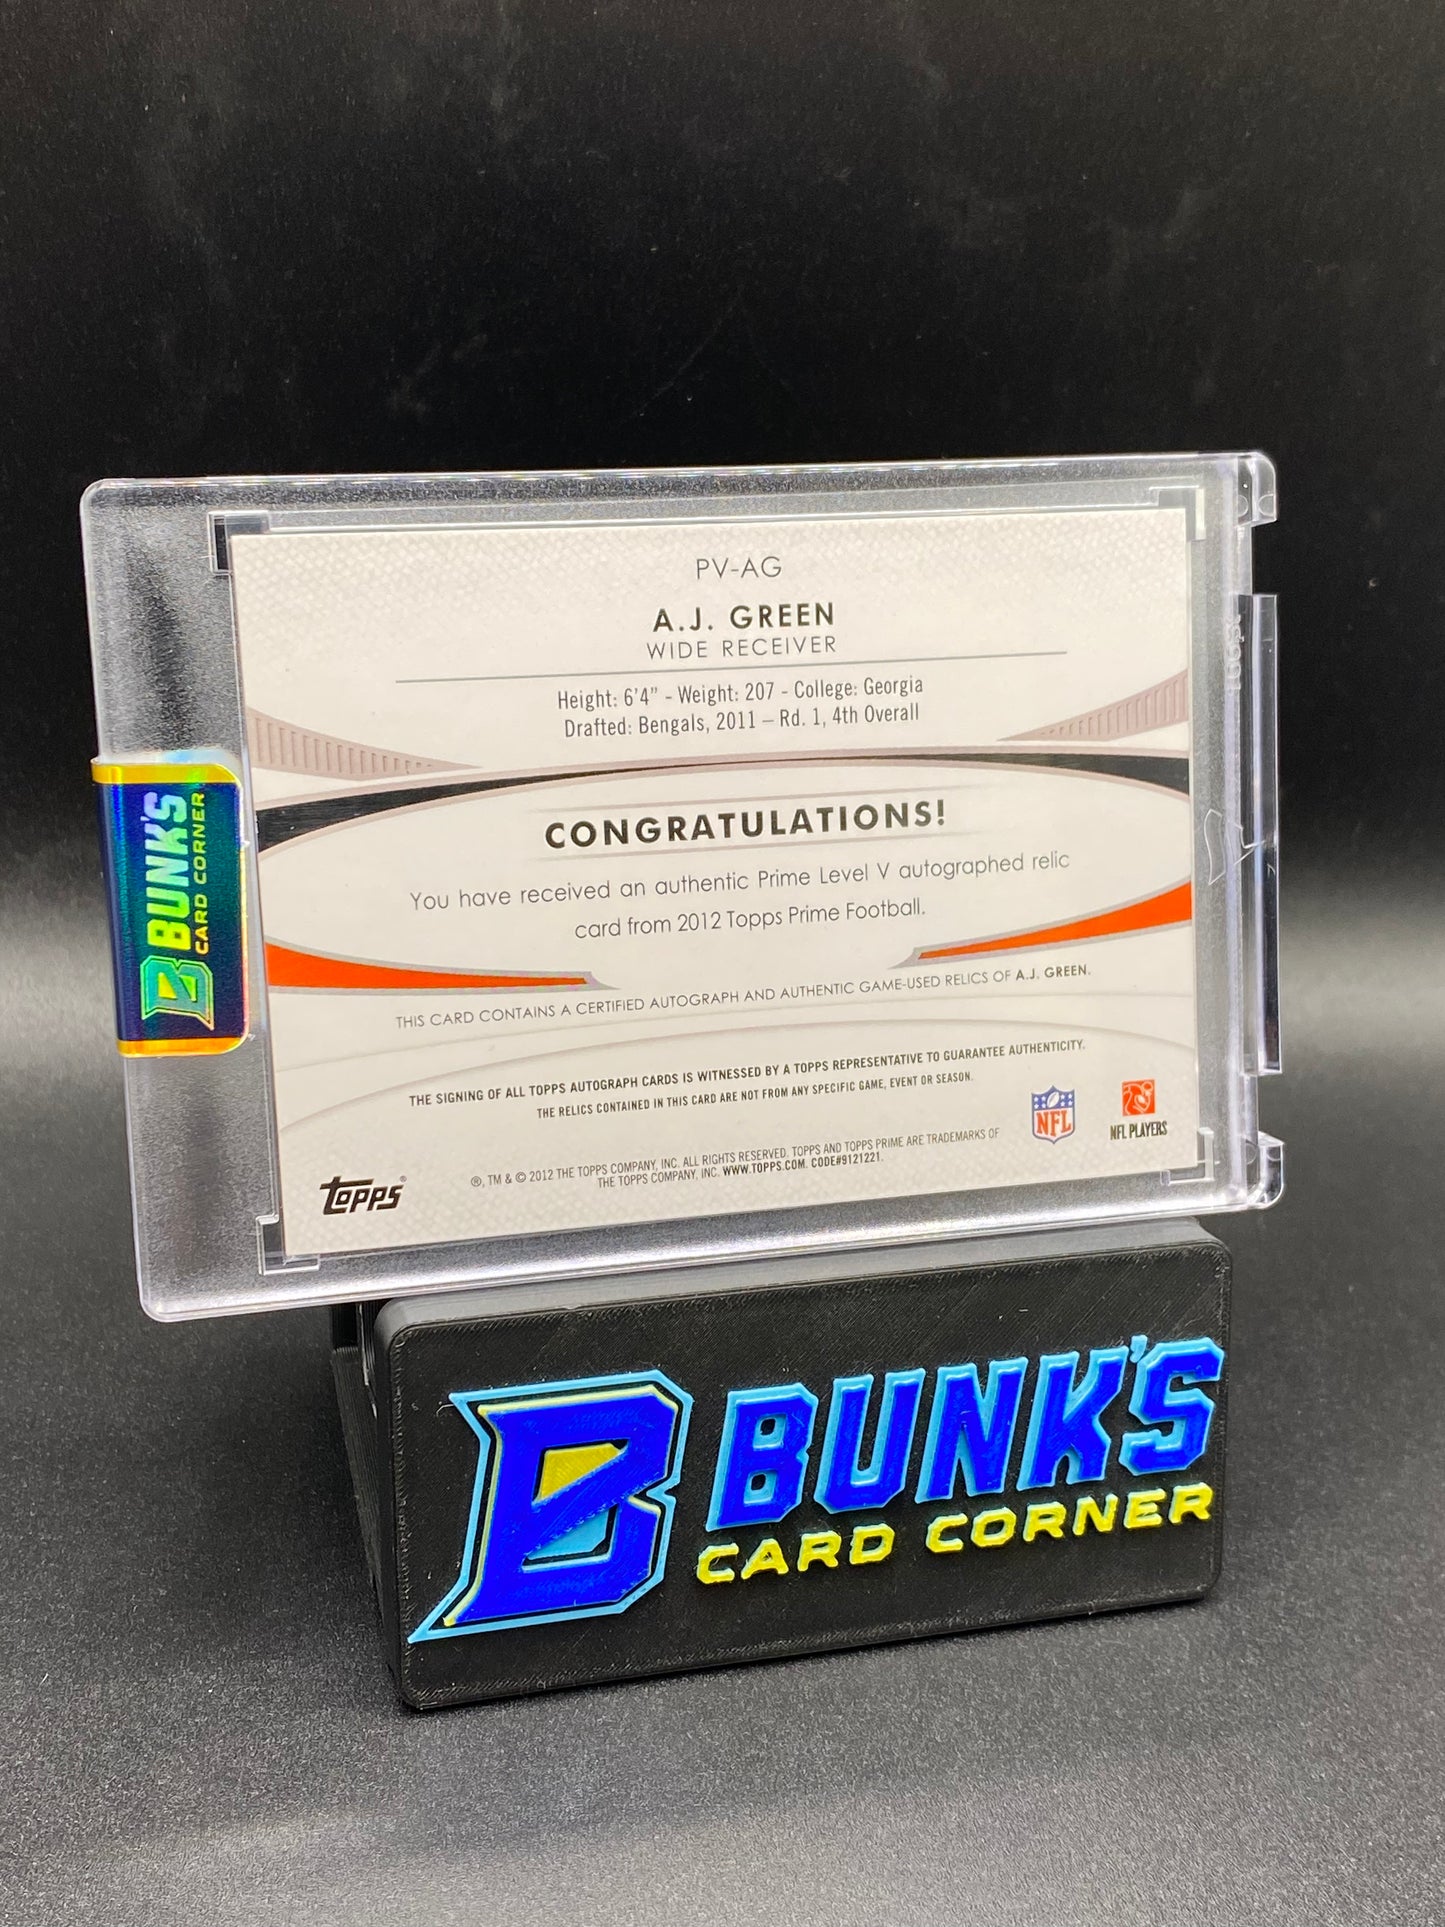 PV-AG
A.J. GREEN
WIDE RECEIVER
Height: 6'4" - Weight: 207 - College: Georgia
Drafted: Bengals, 2011 – Rd. 1, 4th Overall
CONGRATULATIONS!
You have received an authentic Prime Level V autographed relic
card from 2012 Topps Prime Football.
THIS CARD CONTAINS A CERTIFIED AUTOGRAPH AND AUTHENTIC GAME-USED RELICS OF A.J. GREEN.
THE SIGNING OF ALL TOPPS AUTOGRAPH CARDS IS WITNESSED BY A TOPPS REPRESENTATIVE TO GUARANTEE AUTHENTICITY.
THE RELICS CONTAINED IN THIS CARD ARE NOT FROM ANY SPECIFIC GAME, EVENT OR SEASON.
®, TM & © 2012 THE TOPPS COMPANY, INC. ALL RIGHTS RESERVED. TOPPS AND TOPPS PRIME ARE TRADEMARKS OF
THE TOPPS COMPANY, INC. WWW.TOPPS.COM. CODE#9121221.
topps®
NFL
NFL PLAYERS
B BUNK'S
CARD CORNER
B BUNK'S
CARD CORNER